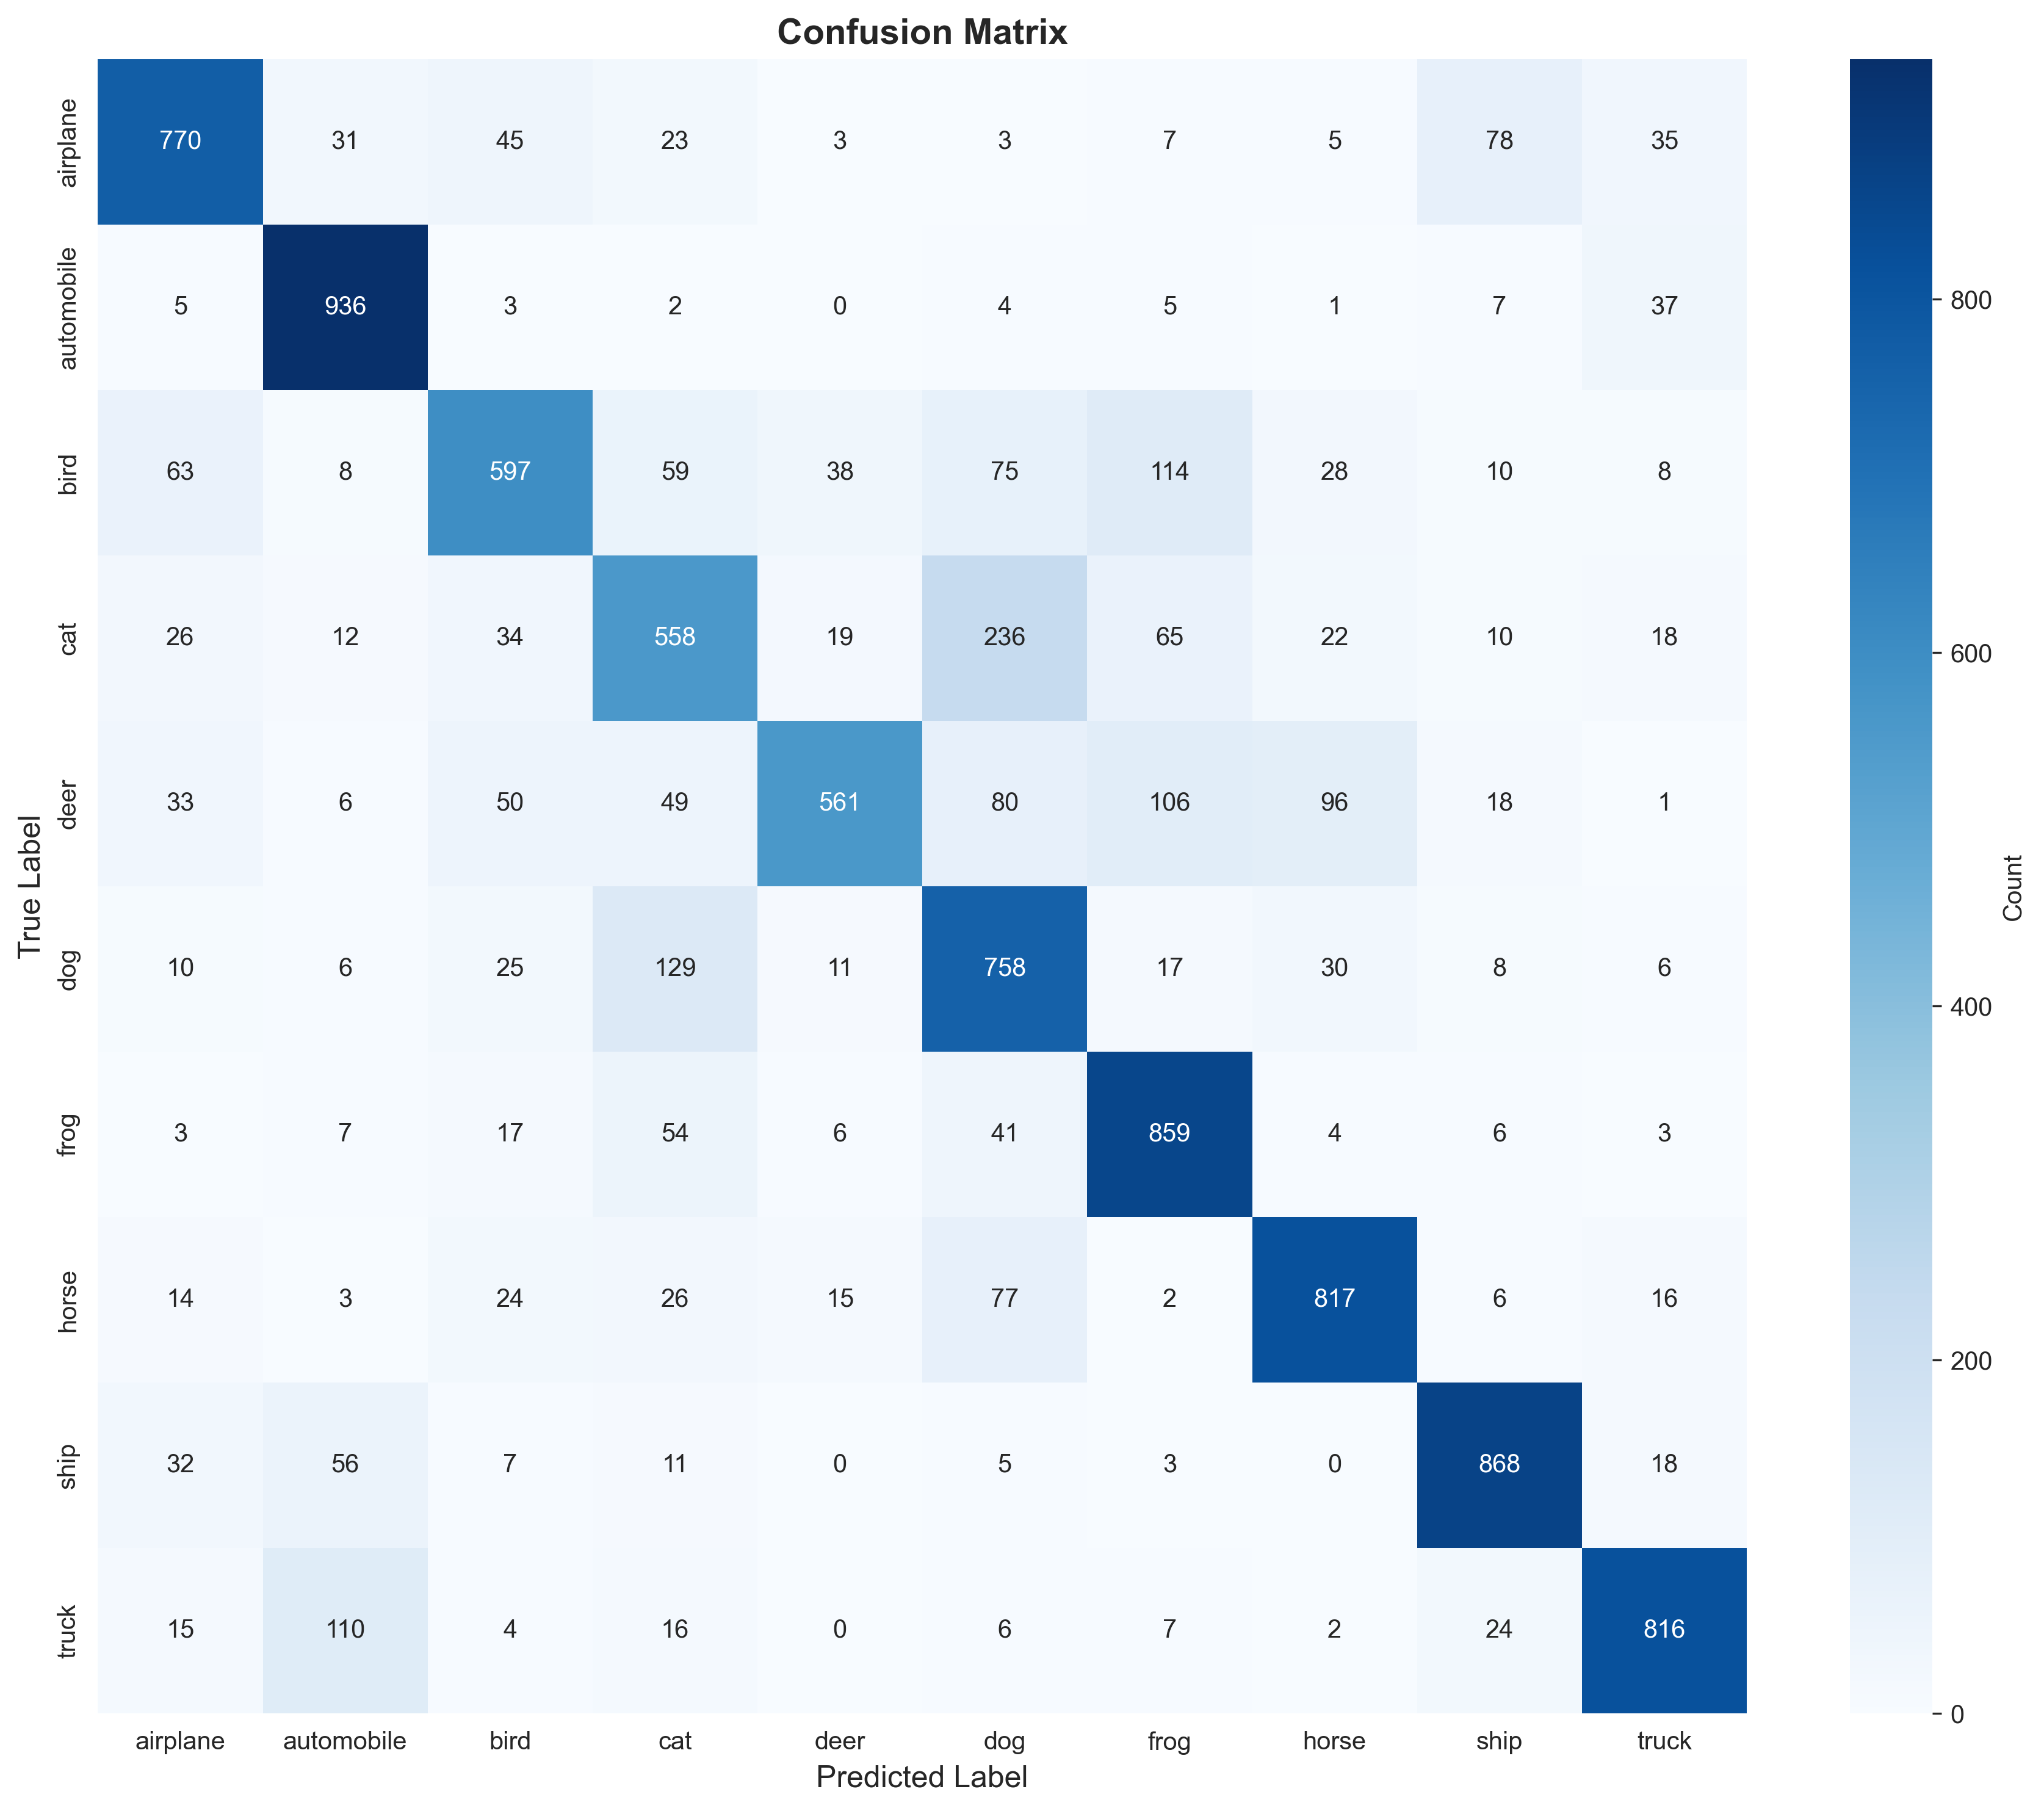 Confusion Matrix
airplane 770 31 45 23 3 3 7 5 78 35
automobile 5 936 3 2 0 4 5 1 7 37
bird 63 8 597 59 38 75 114 28 10 8
cat 26 12 34 558 19 236 65 22 10 18
deer 33 6 50 49 561 80 106 96 18 1
dog 10 6 25 129 11 758 17 30 8 6
frog 3 7 17 54 6 41 859 4 6 3
horse 14 3 24 26 15 77 2 817 6 16
ship 32 56 7 11 0 5 3 0 868 18
truck 15 110 4 16 0 6 7 2 24 816
airplane automobile bird cat deer dog frog horse ship truck
Predicted Label
True Label
800
600
400
200
0
Count